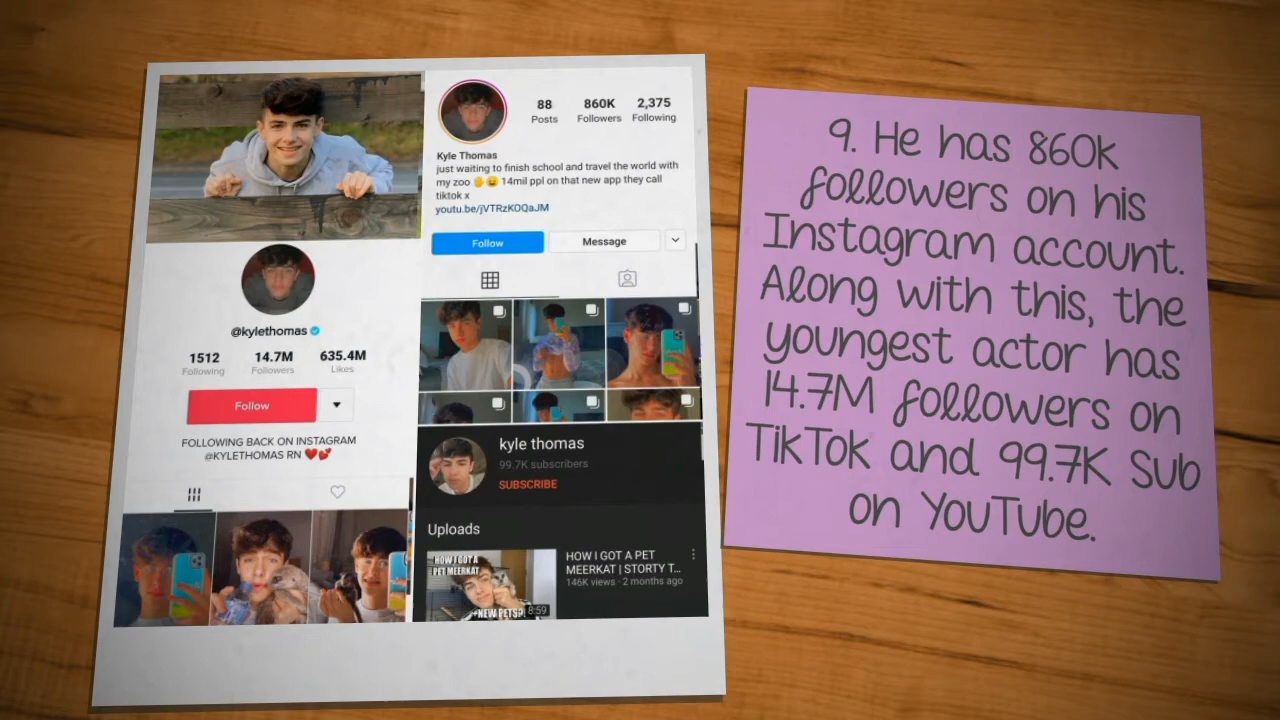 @kylethomas
1512 14.7M 635.4M
Following Followers Likes
Follow
FOLLOWING BACK ON INSTAGRAM
@KYLETHOMAS RN ❤️💕
88 860K 2,375
Posts Followers Following
Kyle Thomas
just waiting to finish school and travel the world with
my zoo 🖐😛 14mil ppl on that new app they call
tiktok x
youtu.be/jVTRzKOQaJM
Follow Message
kyle thomas
99.7K subscribers
SUBSCRIBE
Uploads
HOW I GOT A
PET MEERKAT
NEW PETS?
8:59
HOW I GOT A PET
MEERKAT | STORTY T...
146K views · 2 months ago
9. He has 860k
followers on his
Instagram account.
Along with this, the
youngest actor has
14.7M followers on
TikTok and 99.7K Sub
on YouTube.